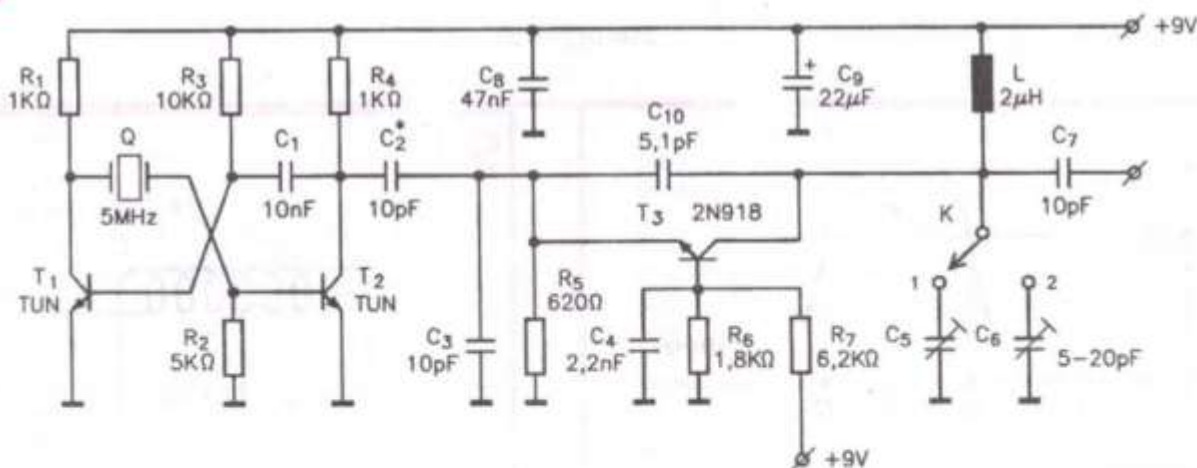 +9V
R1
1KΩ
R3
10KΩ
R4
1KΩ
C8
47nF
+
C9
22μF
L
2μH
Q
5MHz
C1
10nF
C2*
10pF
C10
5,1pF
C7
10pF
T3 2N918
K
T1
TUN
T2
TUN
R2
5KΩ
C3
10pF
R5
620Ω
C4
2,2nF
R6
1,8KΩ
R7
6,2KΩ
1
2
C5
C6
5-20pF
+9V